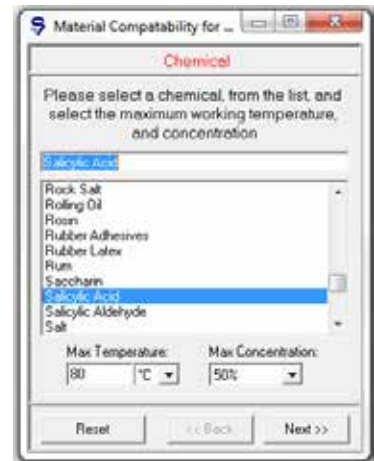 Material Compatability for ...
Chemical
Please select a chemical, from the list, and
select the maximum working temperature,
and concentration
Salicylic Acid
Rock Salt
Rolling Oil
Rosin
Rubber Adhesives
Rubber Latex
Rum
Saccharin
Salicylic Acid
Salicylic Aldehyde
Salt
Max Temperature: Max Concentration:
80 °C 50%
Reset << Back Next >>